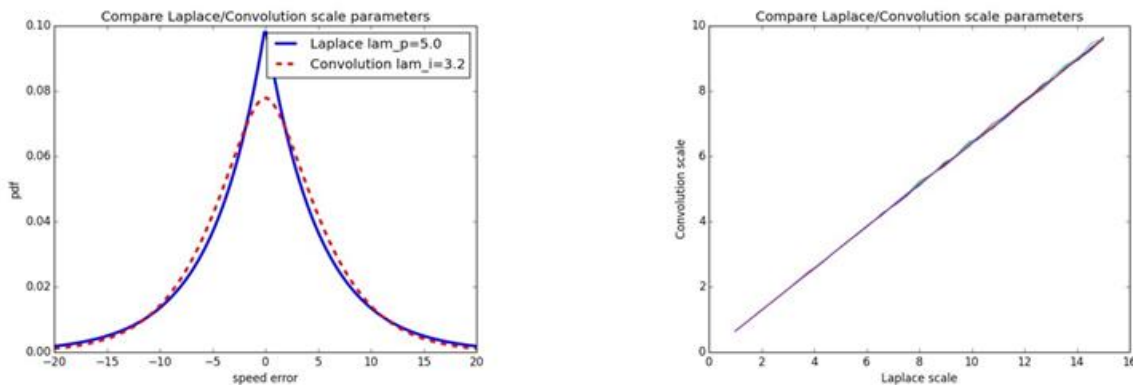 Compare Laplace/Convolution scale parameters
0.10
0.08
0.06
0.04
0.02
0.00
pdf
Laplace lam_p=5.0
Convolution lam_i=3.2
−20 −15 −10 −5 0 5 10 15 20
speed error
Compare Laplace/Convolution scale parameters
10
8
6
4
2
0
Convolution scale
0 2 4 6 8 10 12 14 16
Laplace scale